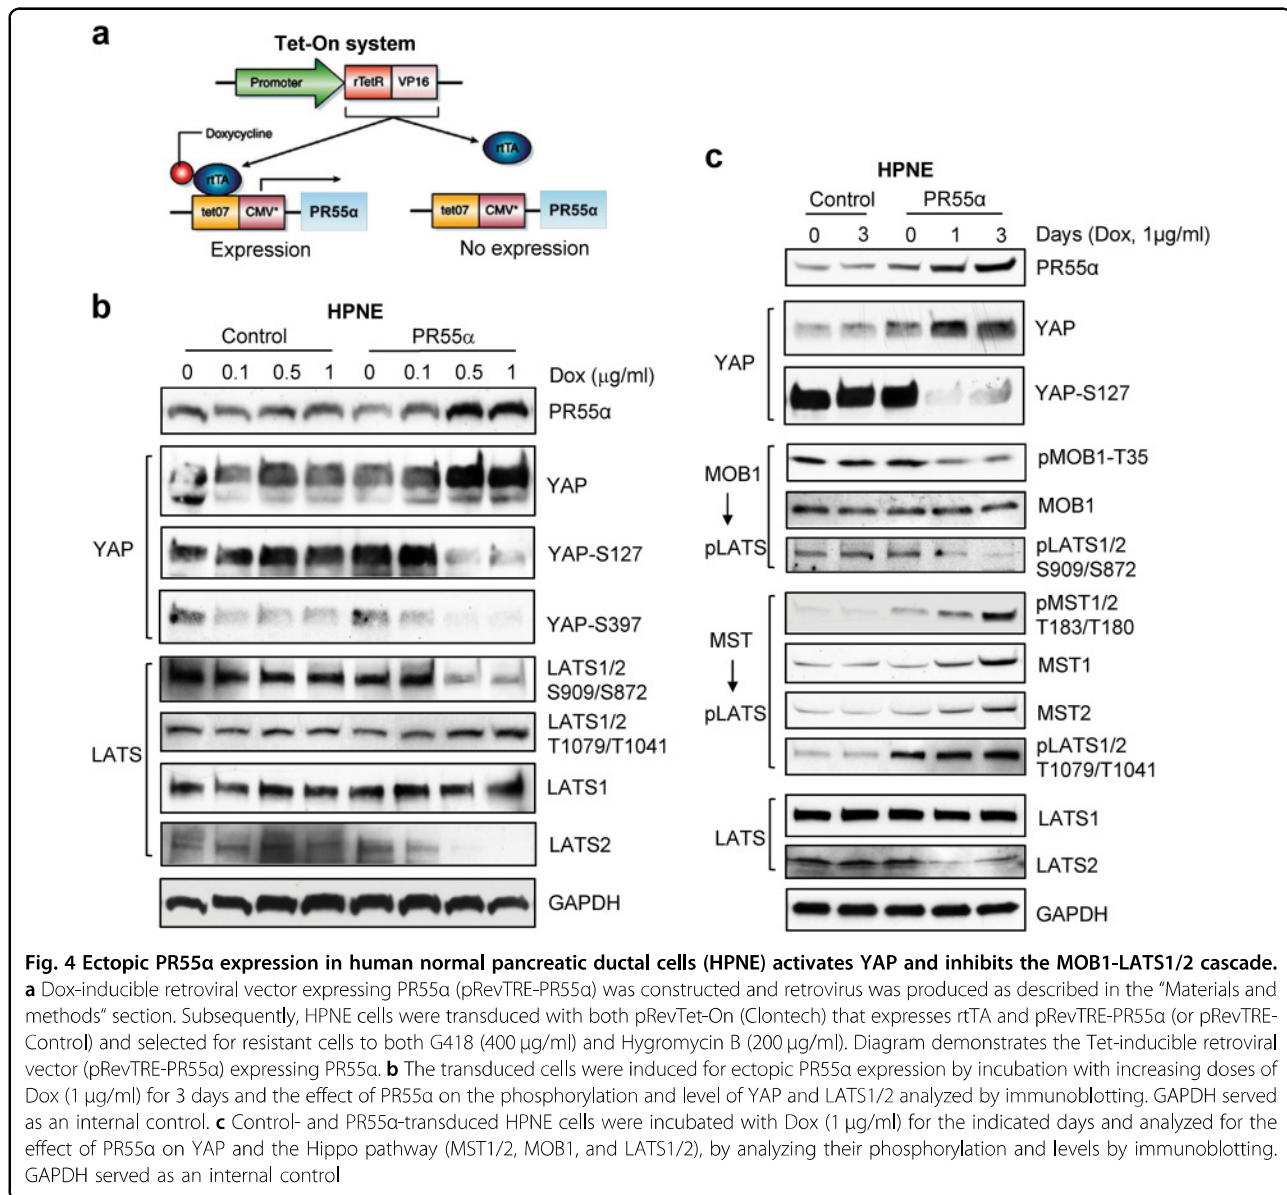 a
Tet-On system
Promoter rTetR VP16
Doxycycline
rtTA
rtTA
tet07 CMV* PR55α
tet07 CMV* PR55α
Expression
No expression
b
HPNE
Control PR55α
0 0.1 0.5 1 0 0.1 0.5 1 Dox (μg/ml)
PR55α
YAP
YAP
YAP-S127
YAP-S397
LATS
LATS1/2
S909/S872
LATS1/2
T1079/T1041
LATS1
LATS2
GAPDH
c
HPNE
Control PR55α
0 3 0 1 3 Days (Dox, 1μg/ml)
PR55α
YAP
YAP
YAP-S127
MOB1
pLATS
pMOB1-T35
MOB1
pLATS1/2
S909/S872
MST
pLATS
pMST1/2
T183/T180
MST1
MST2
pLATS1/2
T1079/T1041
LATS
LATS1
LATS2
GAPDH
Fig. 4 Ectopic PR55α expression in human normal pancreatic ductal cells (HPNE) activates YAP and inhibits the MOB1-LATS1/2 cascade.
a Dox-inducible retroviral vector expressing PR55α (pRevTRE-PR55α) was constructed and retrovirus was produced as described in the "Materials and
methods" section. Subsequently, HPNE cells were transduced with both pRevTet-On (Clontech) that expresses rtTA and pRevTRE-PR55α (or pRevTRE-
Control) and selected for resistant cells to both G418 (400 μg/ml) and Hygromycin B (200 μg/ml). Diagram demonstrates the Tet-inducible retroviral
vector (pRevTRE-PR55α) expressing PR55α. b The transduced cells were induced for ectopic PR55α expression by incubation with increasing doses of
Dox (1 μg/ml) for 3 days and the effect of PR55α on the phosphorylation and level of YAP and LATS1/2 analyzed by immunoblotting. GAPDH served
as an internal control. c Control- and PR55α-transduced HPNE cells were incubated with Dox (1 μg/ml) for the indicated days and analyzed for the
effect of PR55α on YAP and the Hippo pathway (MST1/2, MOB1, and LATS1/2), by analyzing their phosphorylation and levels by immunoblotting.
GAPDH served as an internal control